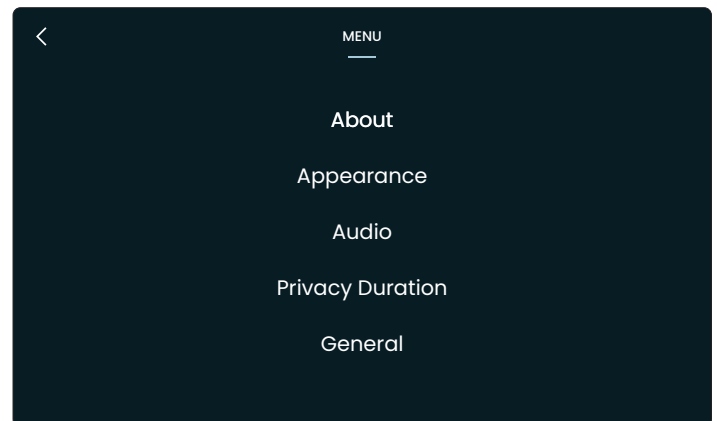 MENU
About
Appearance
Audio
Privacy Duration
General